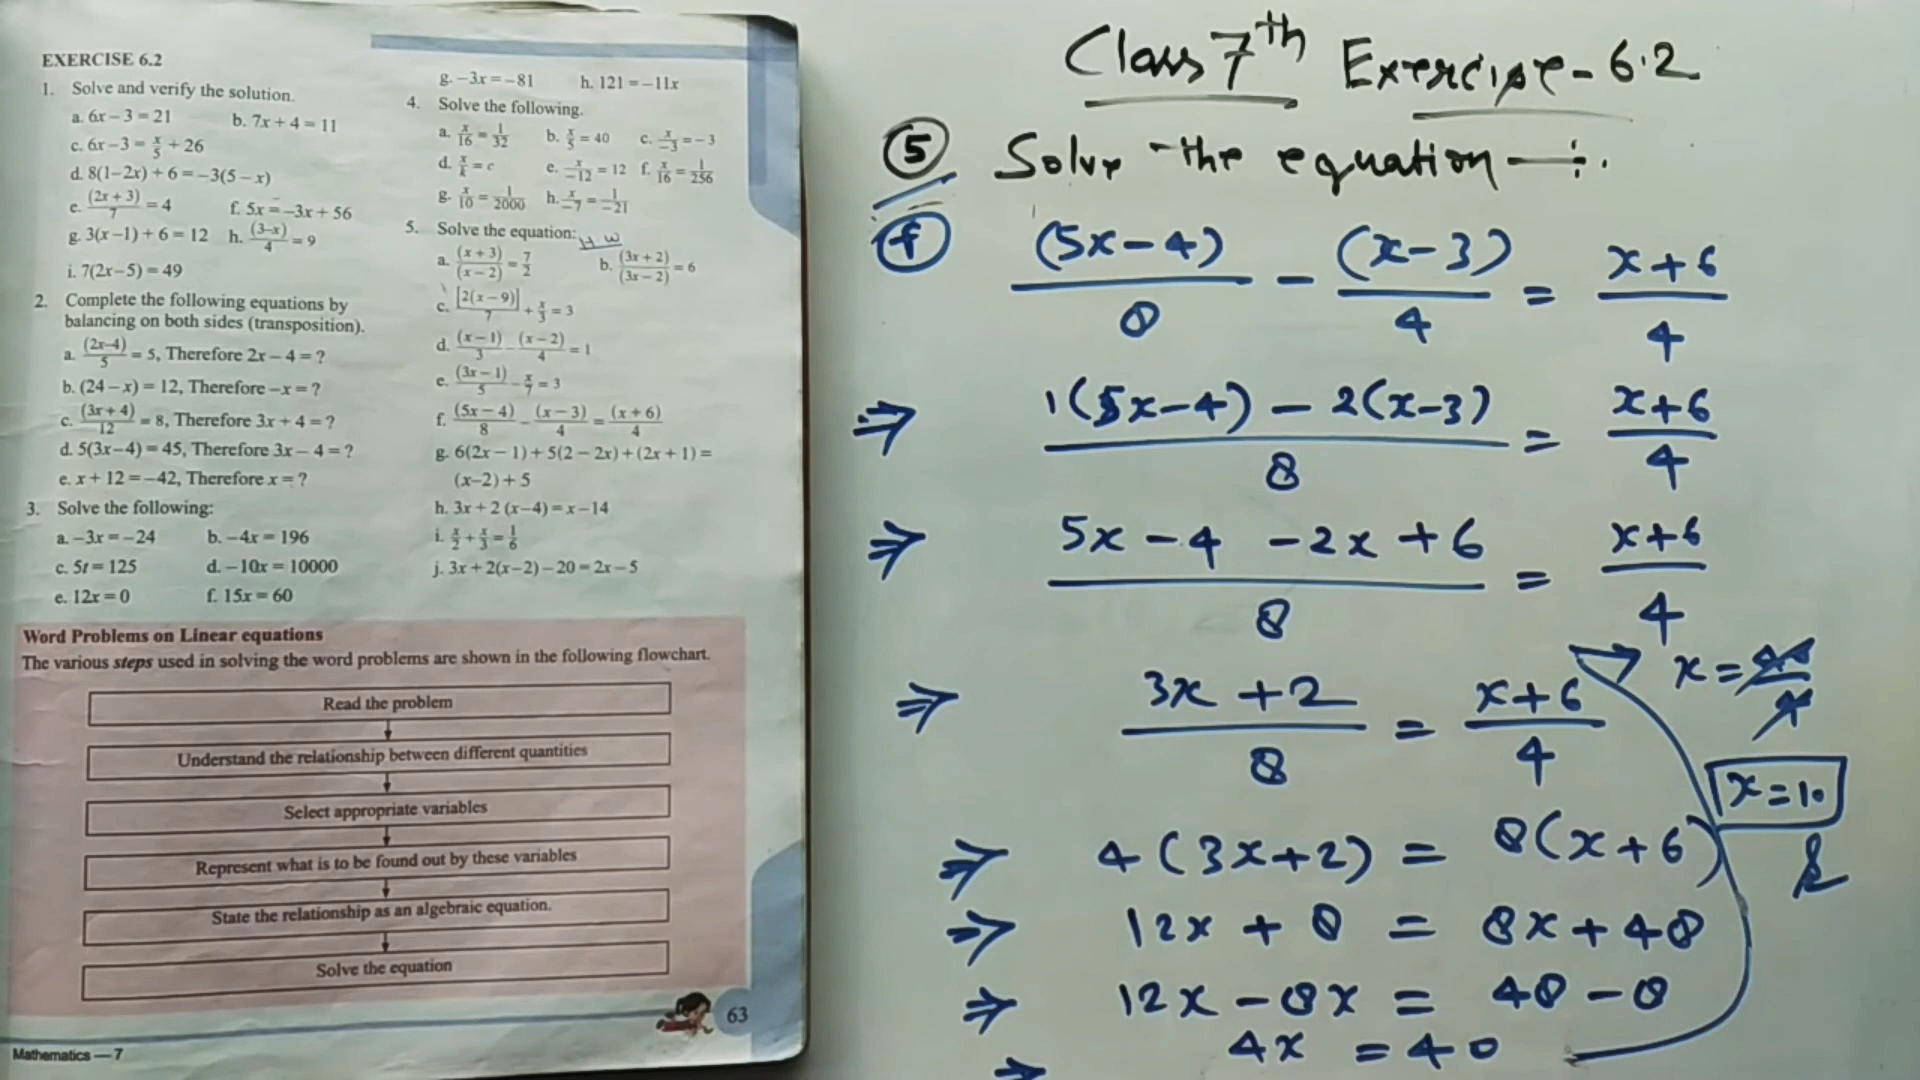 EXERCISE 6.2
1. Solve and verify the solution.
a. 6x – 3 = 21 b. 7x + 4 = 11
c. 6x – 3 = x/5 + 26
d. 8(1–2x) + 6 = –3(5 – x)
e. (2x + 3)/7 = 4 f. 5x = –3x + 56
g. 3(x –1) + 6 = 12 h. (3–x)/4 = 9
i. 7(2x–5) = 49
2. Complete the following equations by
balancing on both sides (transposition).
a. (2x–4)/5 = 5, Therefore 2x – 4 = ?
b. (24 – x) = 12, Therefore –x = ?
c. (3x + 4)/12 = 8, Therefore 3x + 4 = ?
d. 5(3x–4) = 45, Therefore 3x – 4 = ?
e. x + 12 = –42, Therefore x = ?
3. Solve the following:
a. –3x = –24 b. –4x = 196
c. 5t = 125 d. –10x = 10000
e. 12x = 0 f. 15x = 60
g. –3x = –81 h. 121 = –11x
4. Solve the following.
a. x/16 = 1/32 b. x/5 = 40 c. x/–3 = –3
d. x/k = c e. x/–12 = 12 f. x/16 = 1/256
g. x/10 = 1/2000 h. x/–7 = 1/–21
5. Solve the equation: H W
a. (x + 3)/(x – 2) = 7/2 b. (3x + 2)/(3x – 2) = 6
c. [2(x – 9)]/7 + x/3 = 3
d. (x – 1)/3 – (x – 2)/4 = 1
e. (3x – 1)/5 – x/7 = 3
f. (5x – 4)/8 – (x – 3)/4 = (x + 6)/4
g. 6(2x – 1) + 5(2 – 2x) + (2x + 1) =
(x–2) + 5
h. 3x + 2 (x–4) = x – 14
i. x/2 + x/3 = 1/6
j. 3x + 2(x–2) – 20 = 2x – 5
Word Problems on Linear equations
The various steps used in solving the word problems are shown in the following flowchart.
Read the problem
Understand the relationship between different quantities
Select appropriate variables
Represent what is to be found out by these variables
State the relationship as an algebraic equation.
Solve the equation
63
Mathematics — 7
Class 7th Exercise - 6.2
5 Solve the equation —:.
f (5x – 4)/8 – (x – 3)/4 = x+6/4
⇒ 1(5x–4) – 2(x–3)/8 = x+6/4
⇒ 5x – 4 – 2x + 6/8 = x+6/4
⇒ 3x + 2/8 = x+6/4
⇒ 4(3x+2) = 8(x+6)
⇒ 12x + 8 = 8x + 48
⇒ 12x – 8x = 48 – 8
⇒ 4x = 40
x = 40/4
x = 10